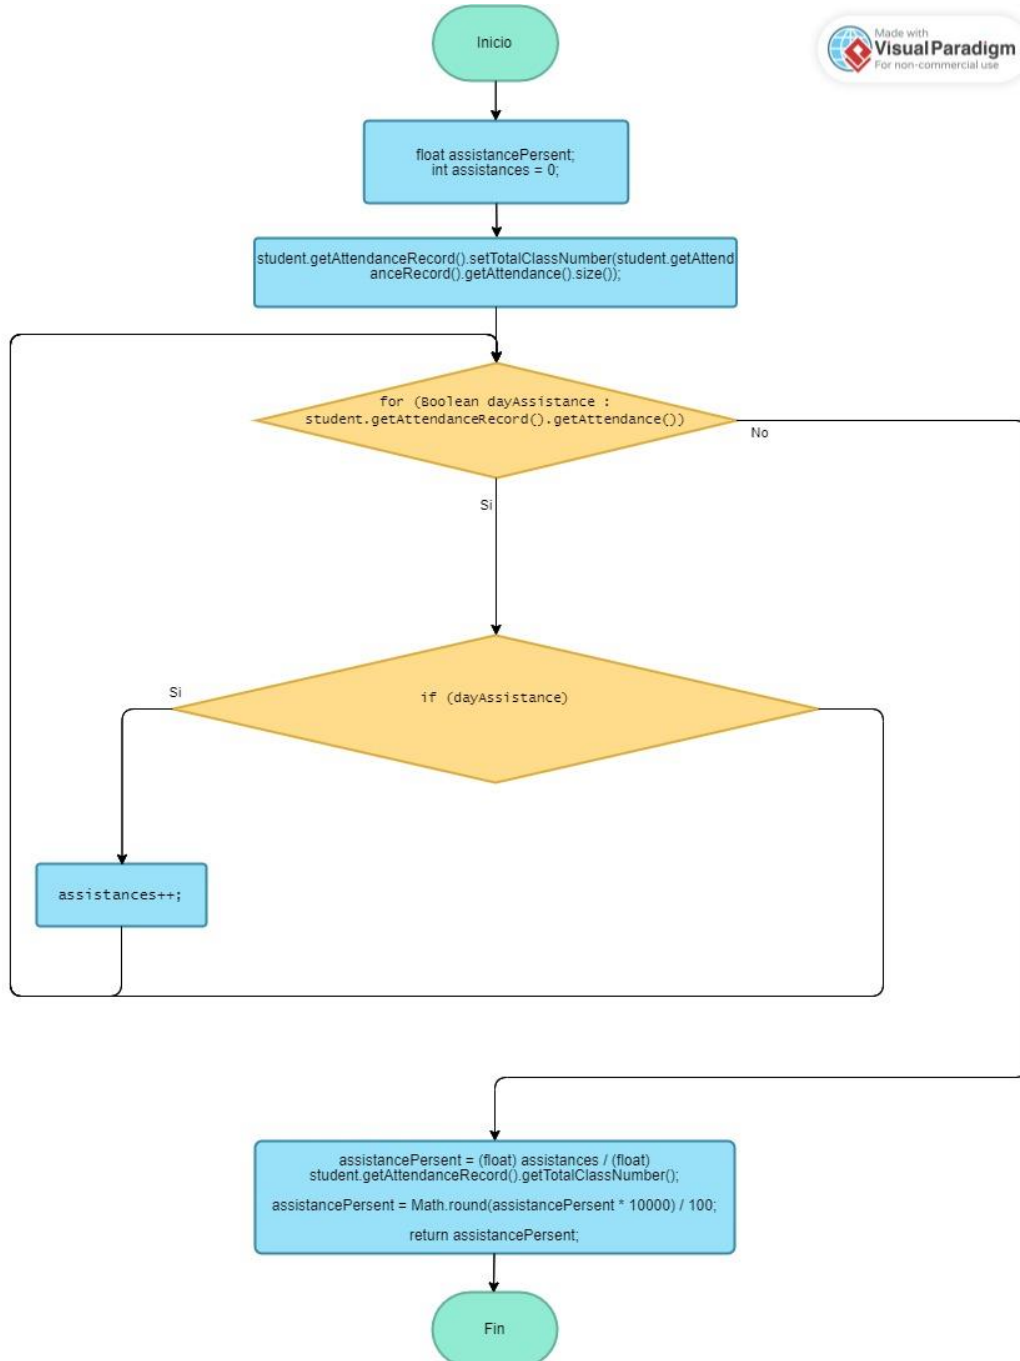 Inicio
Made with
Visual Paradigm
For non-commercial use
float assistancePersent;
int assistances = 0;
student.getAttendanceRecord().setTotalClassNumber(student.getAttend
anceRecord().getAttendance().size());
for (Boolean dayAssistance :
student.getAttendanceRecord().getAttendance())
No
Si
if (dayAssistance)
Si
assistances++;
assistancePersent = (float) assistances / (float)
student.getAttendanceRecord().getTotalClassNumber();
assistancePersent = Math.round(assistancePersent * 10000) / 100;
return assistancePersent;
Fin